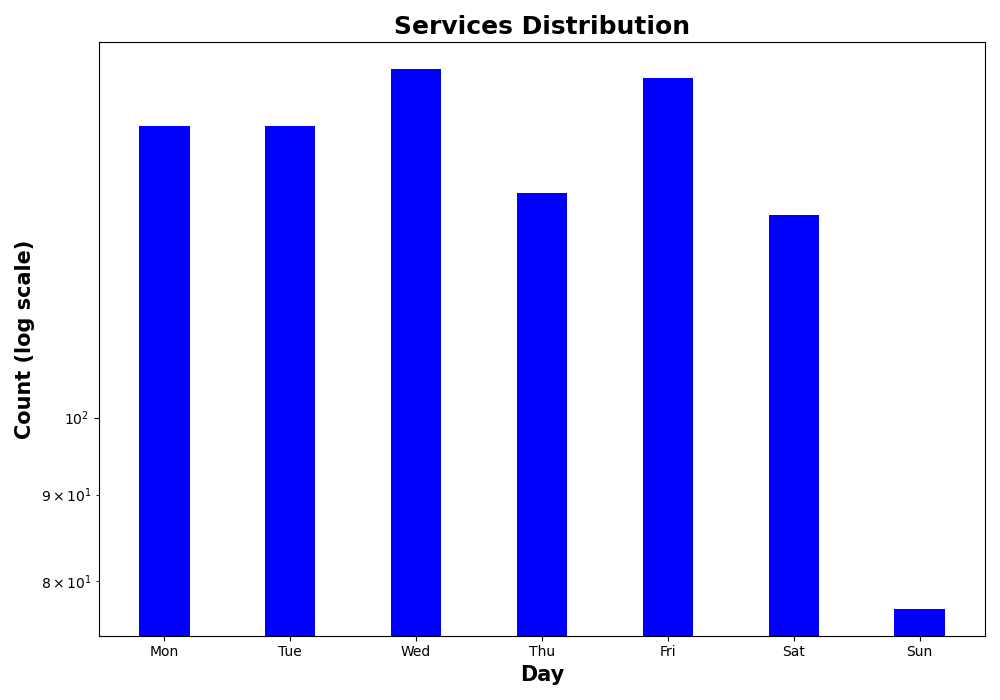 Services Distribution
Count (log scale)
10²
9 × 10¹
8 × 10¹
Mon Tue Wed Thu Fri Sat Sun
Day